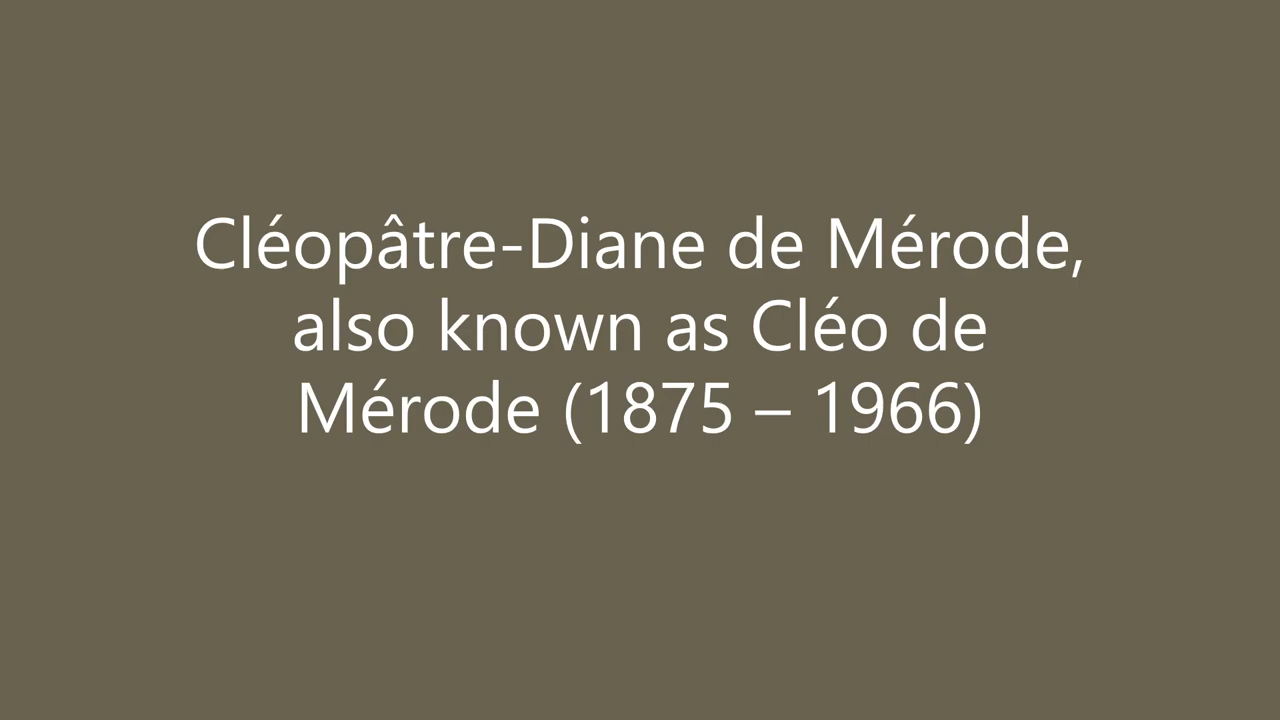 Cléopâtre-Diane de Mérode,
also known as Cléo de
Mérode (1875 – 1966)